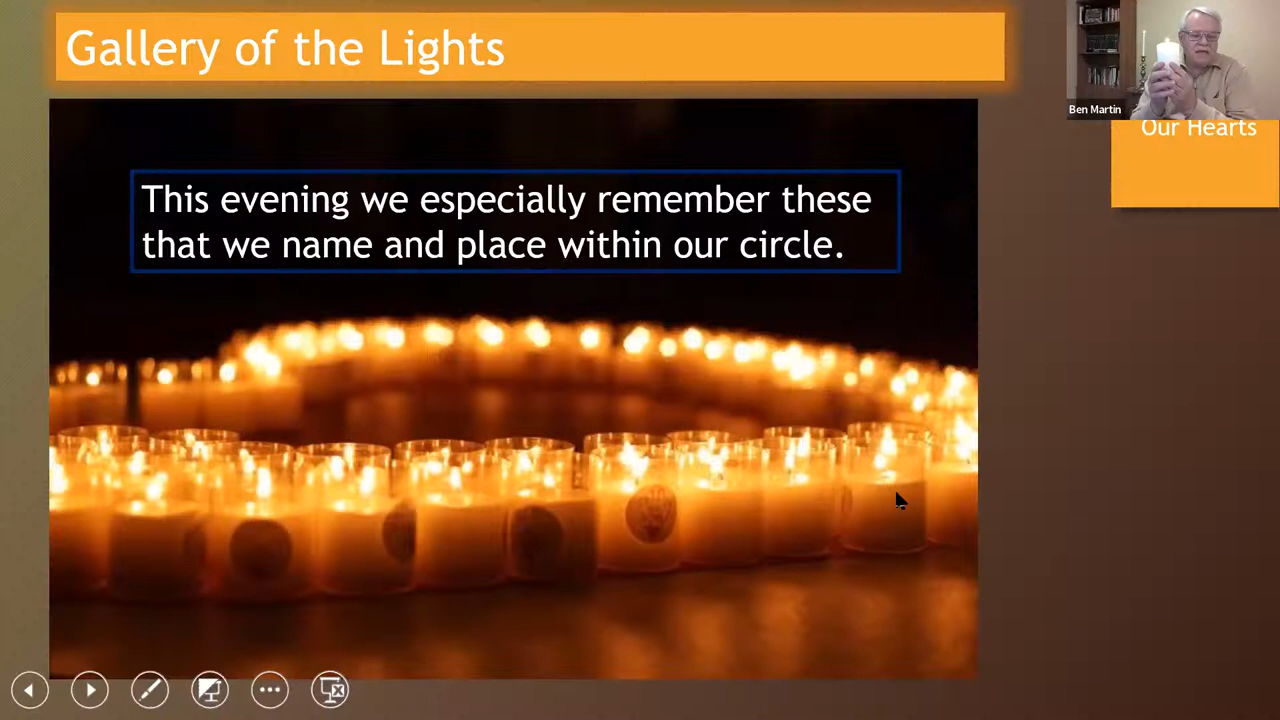 Gallery of the Lights
Ben Martin
Our Hearts
This evening we especially remember these
that we name and place within our circle.